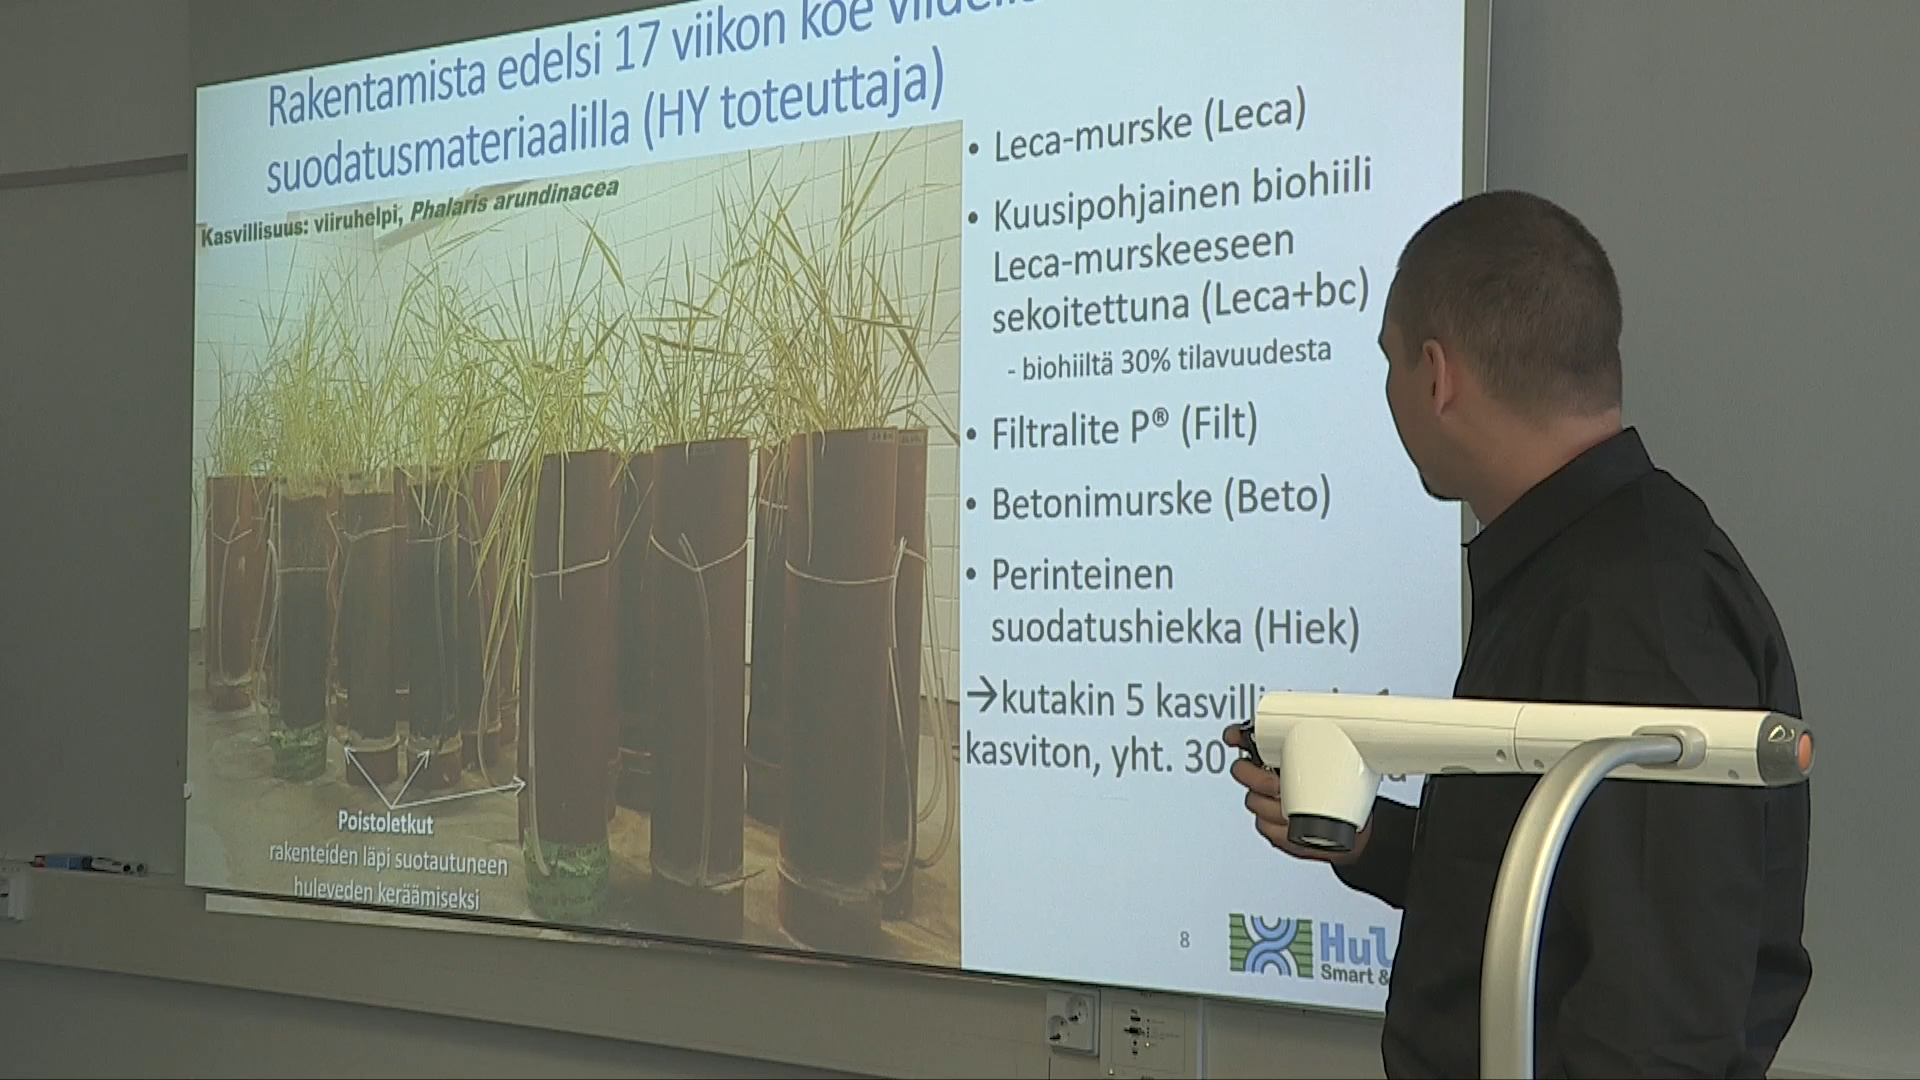 Rakentamista edelsi 17 viikon koe
suodatusmateriaalilla (HY toteuttaja)
Kasvillisuus: viiruhelpi, Phalaris arundinacea
• Leca-murske (Leca)
• Kuusipohjainen biohiili
Leca-murskeeseen
sekoitettuna (Leca+bc)
- biohiiltä 30% tilavuudesta
• Filtralite P® (Filt)
• Betonimurske (Beto)
• Perinteinen
suodatushiekka (Hiek)
→kutakin 5
kasviton, yht. 30
Poistoletkut
rakenteiden läpi suotautuneen
huleveden keräämiseksi
8
Smart &